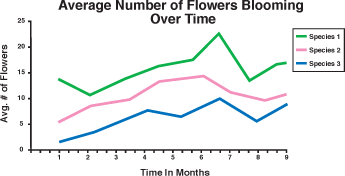 Average Number of Flowers Blooming
Over Time
Avg. # of Flowers
25
20
15
10
5
0
1 2 3 4 5 6 7 8 9
Time In Months
Species 1
Species 2
Species 3